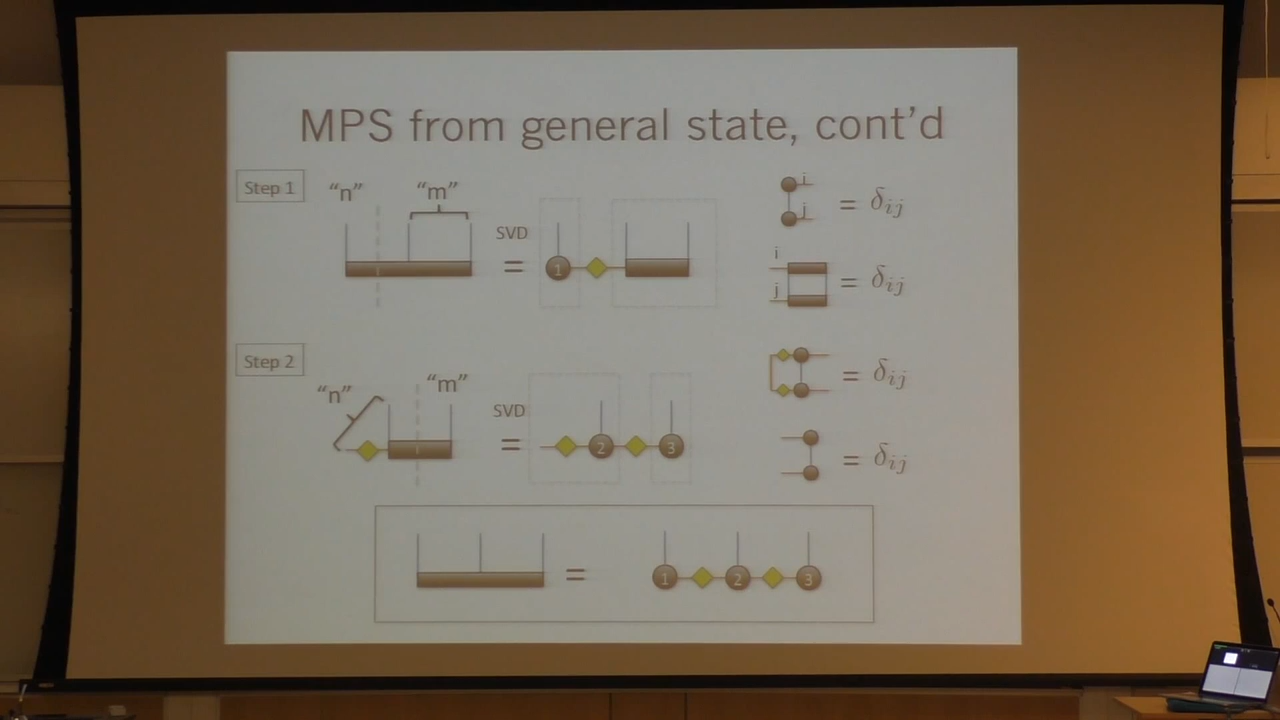 MPS from general state, cont'd
Step 1
"n"
"m"
SVD
=
1
i
j
= δij
i
j
= δij
Step 2
"n"
"m"
SVD
=
2
3
= δij
= δij
=
1
2
3